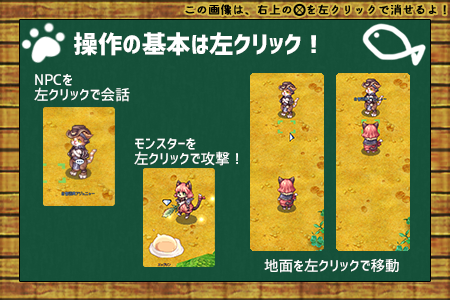 この画像は、右上の⊗を左クリックで消せるよ！
操作の基本は左クリック！
NPCを
左クリックで会話
モンスターを
左クリックで攻撃！
地面を左クリックで移動